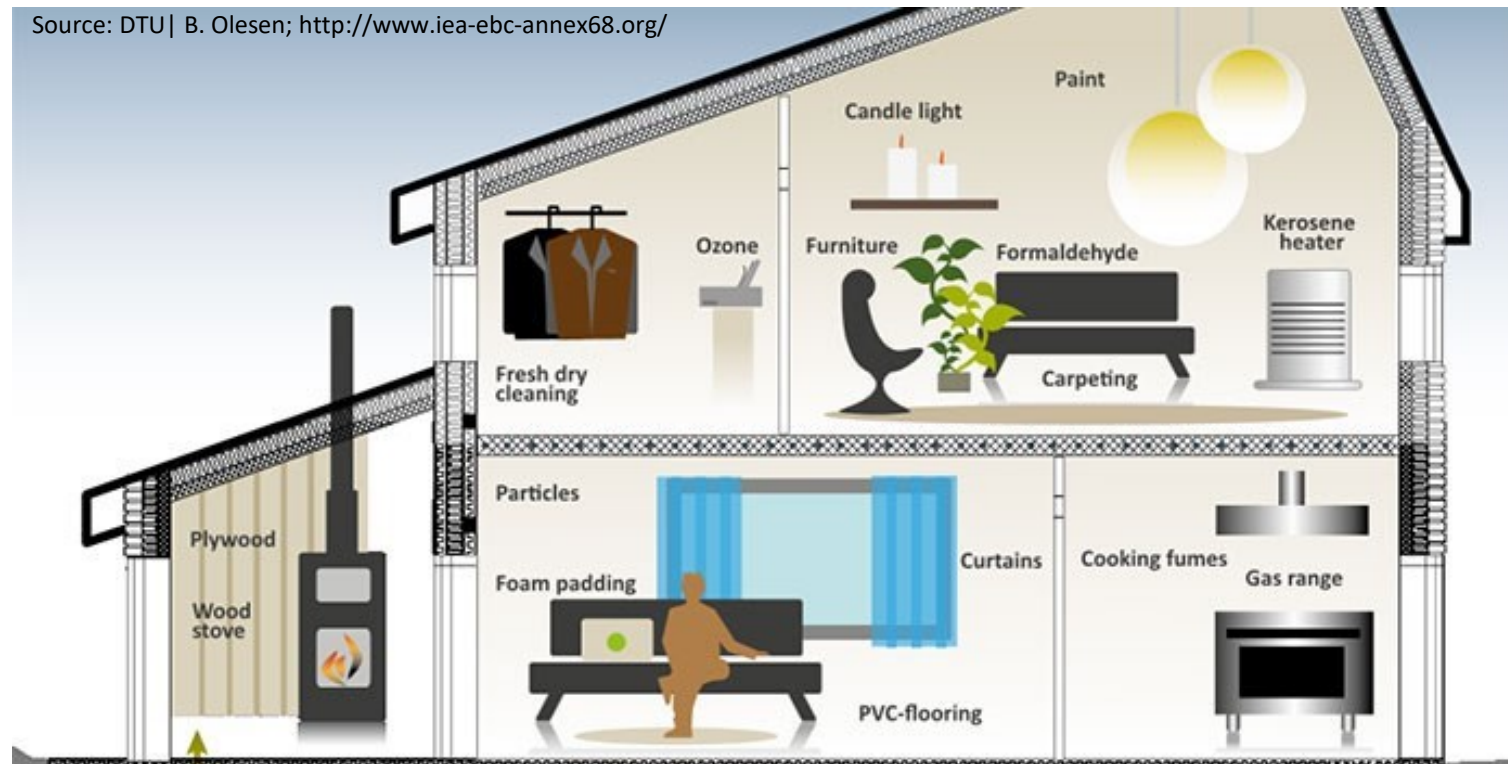 Source: DTU| B. Olesen; http://www.iea-ebc-annex68.org/
Paint
Candle light
Ozone
Furniture
Formaldehyde
Kerosene
heater
Fresh dry
cleaning
Carpeting
Particles
Plywood
Foam padding
Curtains
Cooking fumes
Gas range
Wood
stove
PVC-flooring